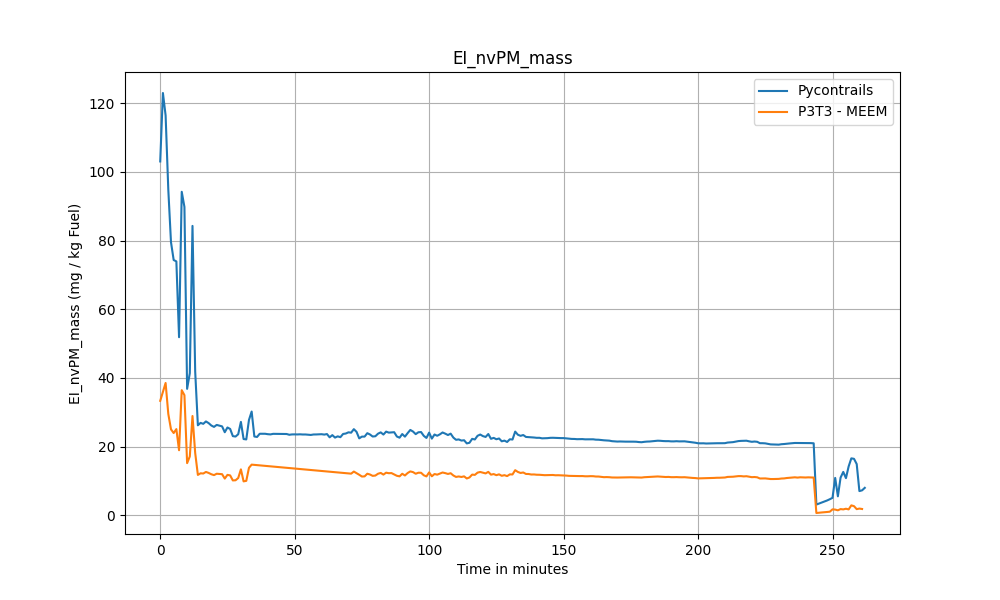 EI_nvPM_mass
Pycontrails
P3T3 - MEEM
EI_nvPM_mass (mg / kg Fuel)
120
100
80
60
40
20
0
0 50 100 150 200 250
Time in minutes